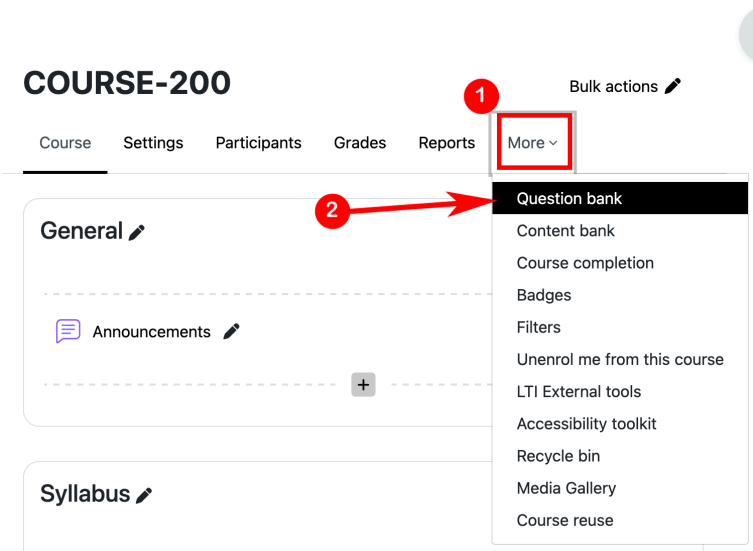 COURSE-200
1
Bulk actions
Course Settings Participants Grades Reports More
2
Question bank
General
Content bank
Course completion
Badges
Announcements
Filters
Unenrol me from this course
LTI External tools
Accessibility toolkit
Recycle bin
Syllabus
Media Gallery
Course reuse